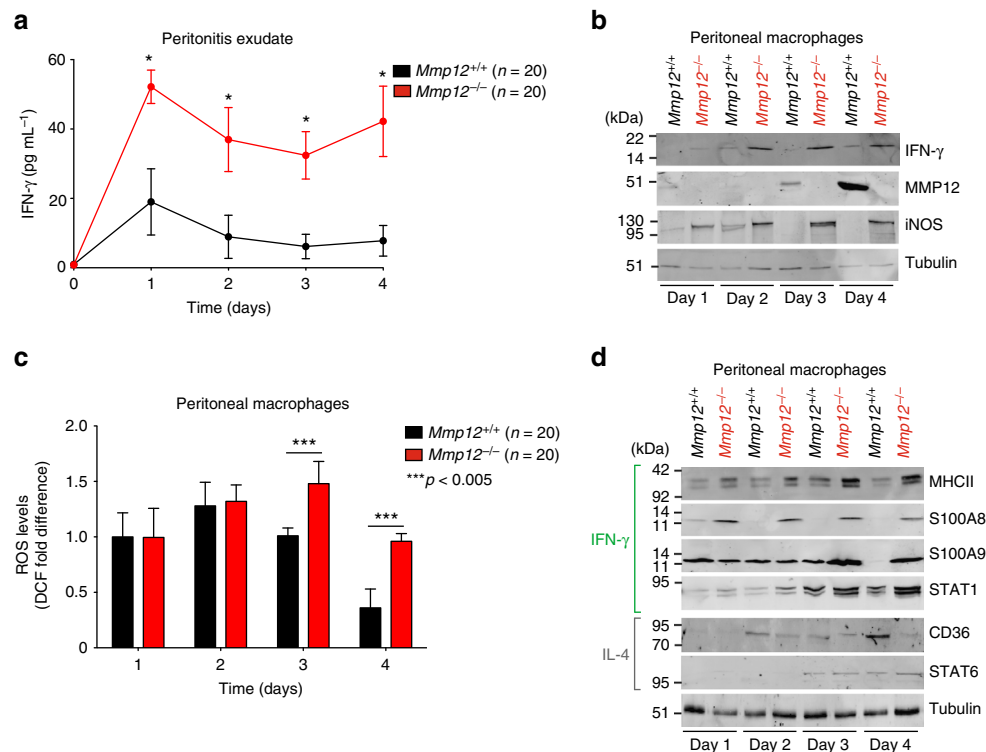 a
Peritonitis exudate
60
40
20
0
IFN-γ (pg mL⁻¹)
0 1 2 3 4
Time (days)
Mmp12⁺/⁺ (n = 20)
Mmp12⁻/⁻ (n = 20)
* * * *
b
Peritoneal macrophages
Mmp12⁺/⁺ Mmp12⁻/⁻ Mmp12⁺/⁺ Mmp12⁻/⁻ Mmp12⁺/⁺ Mmp12⁻/⁻ Mmp12⁺/⁺ Mmp12⁻/⁻
(kDa)
22
14
IFN-γ
51
MMP12
130
95
iNOS
51
Tubulin
Day 1 Day 2 Day 3 Day 4
c
Peritoneal macrophages
2.0
1.5
1.0
0.5
0
ROS levels
(DCF fold difference)
1 2 3 4
Time (days)
*** ***
Mmp12⁺/⁺ (n = 20)
Mmp12⁻/⁻ (n = 20)
***p < 0.005
d
Peritoneal macrophages
Mmp12⁺/⁺ Mmp12⁻/⁻ Mmp12⁺/⁺ Mmp12⁻/⁻ Mmp12⁺/⁺ Mmp12⁻/⁻ Mmp12⁺/⁺ Mmp12⁻/⁻
(kDa)
IFN-γ
42
92
MHCII
14
11
S100A8
14
11
S100A9
95
STAT1
IL-4
95
70
CD36
95
STAT6
51
Tubulin
Day 1 Day 2 Day 3 Day 4